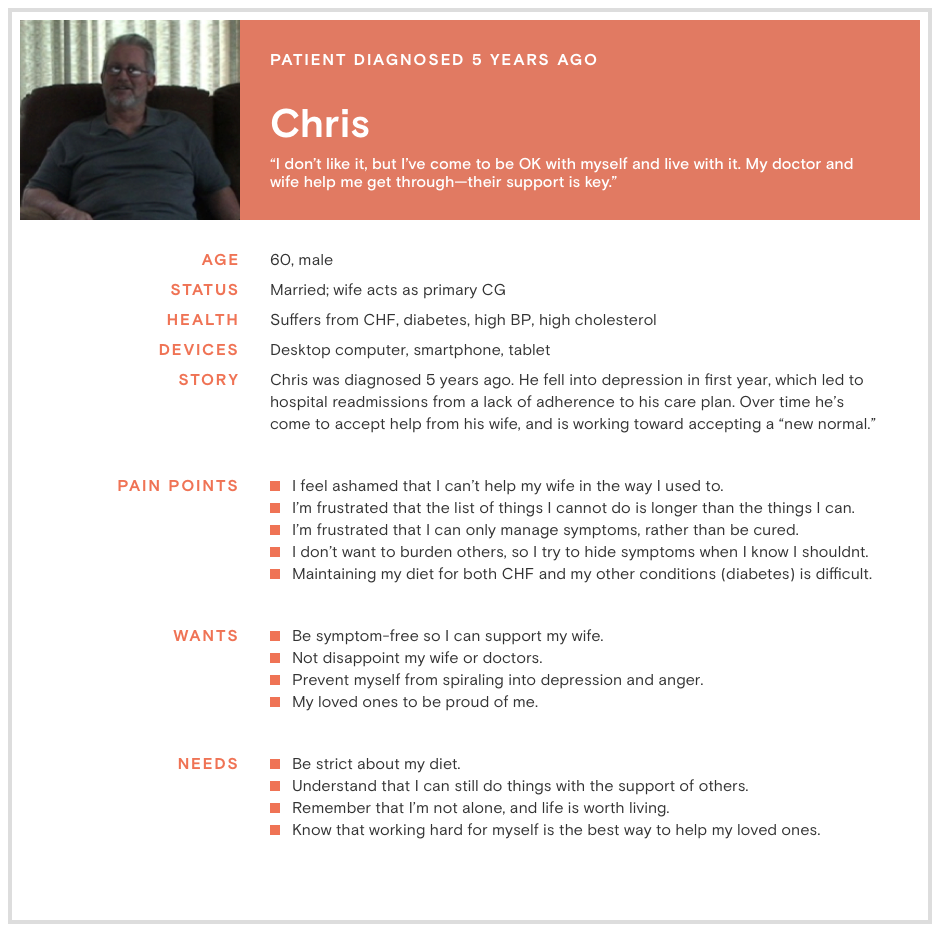 PATIENT DIAGNOSED 5 YEARS AGO
Chris
“I don’t like it, but I’ve come to be OK with myself and live with it. My doctor and
wife help me get through—their support is key.”
AGE 60, male
STATUS Married; wife acts as primary CG
HEALTH Suffers from CHF, diabetes, high BP, high cholesterol
DEVICES Desktop computer, smartphone, tablet
STORY Chris was diagnosed 5 years ago. He fell into depression in first year, which led to
hospital readmissions from a lack of adherence to his care plan. Over time he’s
come to accept help from his wife, and is working toward accepting a “new normal.”
PAIN POINTS
I feel ashamed that I can’t help my wife in the way I used to.
I’m frustrated that the list of things I cannot do is longer than the things I can.
I’m frustrated that I can only manage symptoms, rather than be cured.
I don’t want to burden others, so I try to hide symptoms when I know I shouldnt.
Maintaining my diet for both CHF and my other conditions (diabetes) is difficult.
WANTS
Be symptom-free so I can support my wife.
Not disappoint my wife or doctors.
Prevent myself from spiraling into depression and anger.
My loved ones to be proud of me.
NEEDS
Be strict about my diet.
Understand that I can still do things with the support of others.
Remember that I’m not alone, and life is worth living.
Know that working hard for myself is the best way to help my loved ones.